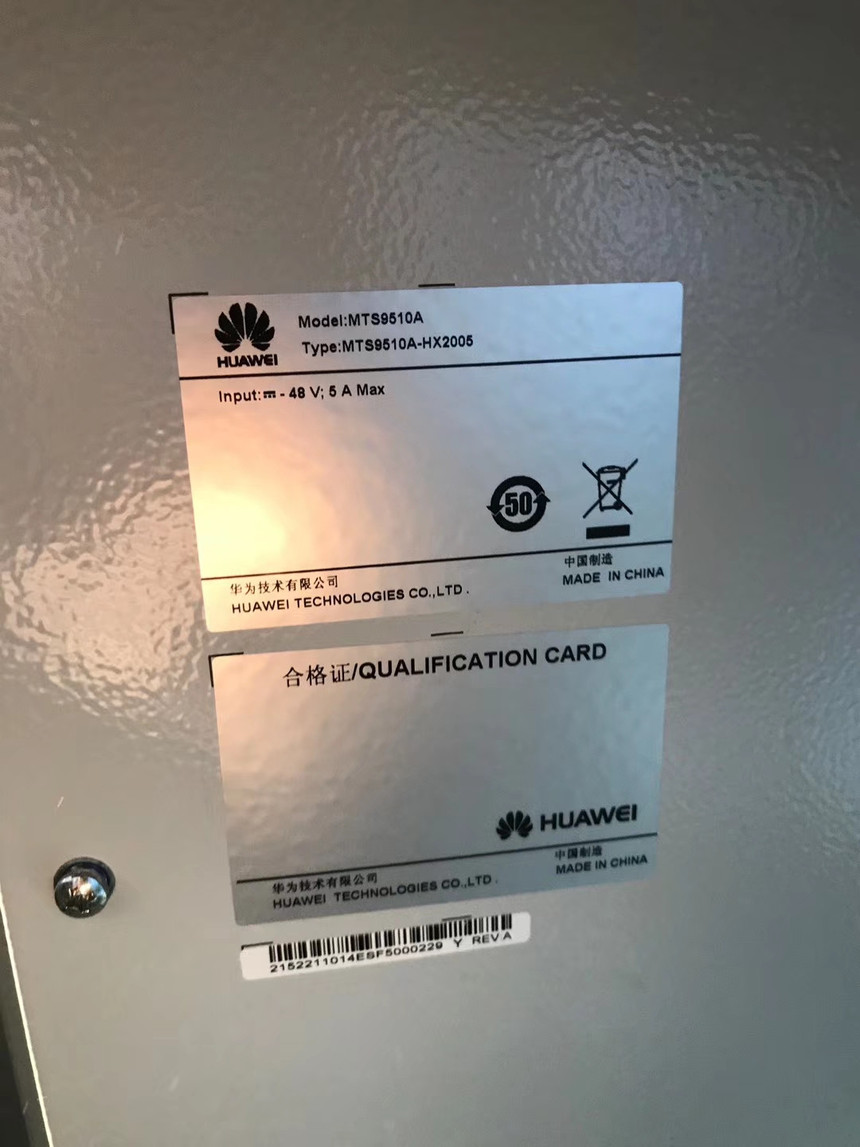 HUAWEI
Model:MTS9510A
Type:MTS9510A-HX2005
Input:⎓ - 48 V; 5 A Max
50
华为技术有限公司
HUAWEI TECHNOLOGIES CO.,LTD.
中国制造
MADE IN CHINA
合格证/QUALIFICATION CARD
HUAWEI
华为技术有限公司
HUAWEI TECHNOLOGIES CO.,LTD.
中国制造
MADE IN CHINA
2152211014ESF5000229 Y REV.A